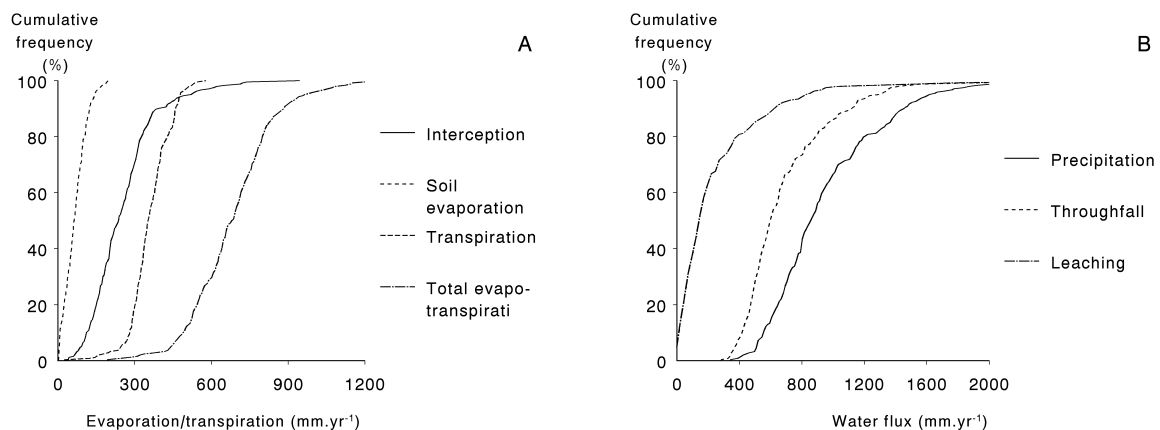 Cumulative
frequency
(%)
A
100
80
60
40
20
0
0 300 600 900 1200
Evaporation/transpiration (mm.yr-1)
Interception
Soil
evaporation
Transpiration
Total evapo-
transpirati
Cumulative
frequency
(%)
B
100
80
60
40
20
0
0 400 800 1200 1600 2000
Water flux (mm.yr-1)
Precipitation
Throughfall
Leaching